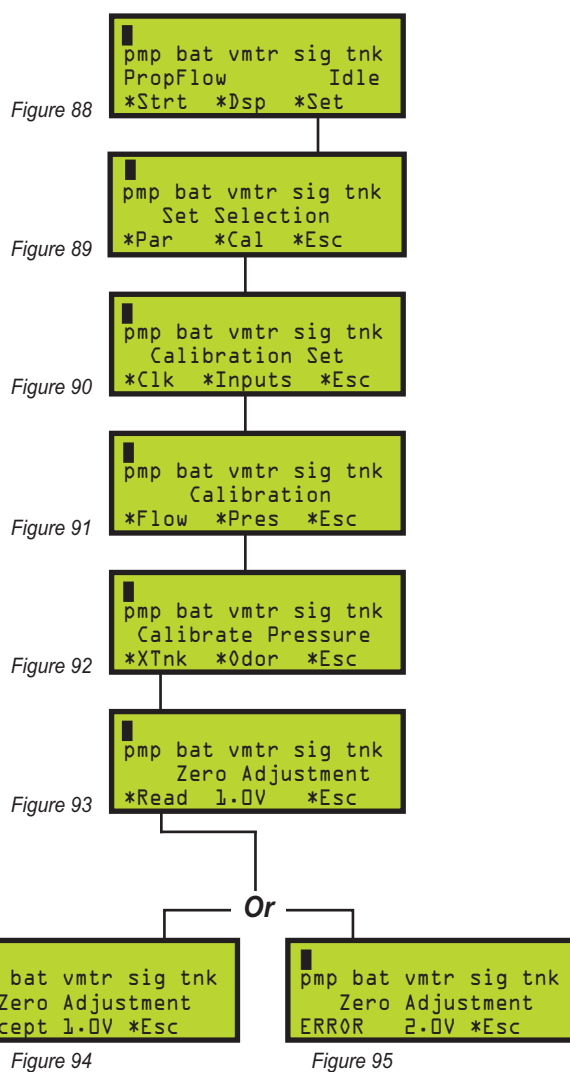 pmp bat vmtr sig tnk
PropFlow Idle
*Strt *Dsp *Set
Figure 88
pmp bat vmtr sig tnk
Set Selection
*Par *Cal *Esc
Figure 89
pmp bat vmtr sig tnk
Calibration Set
*Clk *Inputs *Esc
Figure 90
pmp bat vmtr sig tnk
Calibration
*Flow *Pres *Esc
Figure 91
pmp bat vmtr sig tnk
Calibrate Pressure
*XTnk *Odor *Esc
Figure 92
pmp bat vmtr sig tnk
Zero Adjustment
*Read 1.0V *Esc
Figure 93
Or
bat vmtr sig tnk
Zero Adjustment
cept 1.0V *Esc
Figure 94
pmp bat vmtr sig tnk
Zero Adjustment
ERROR 2.0V *Esc
Figure 95